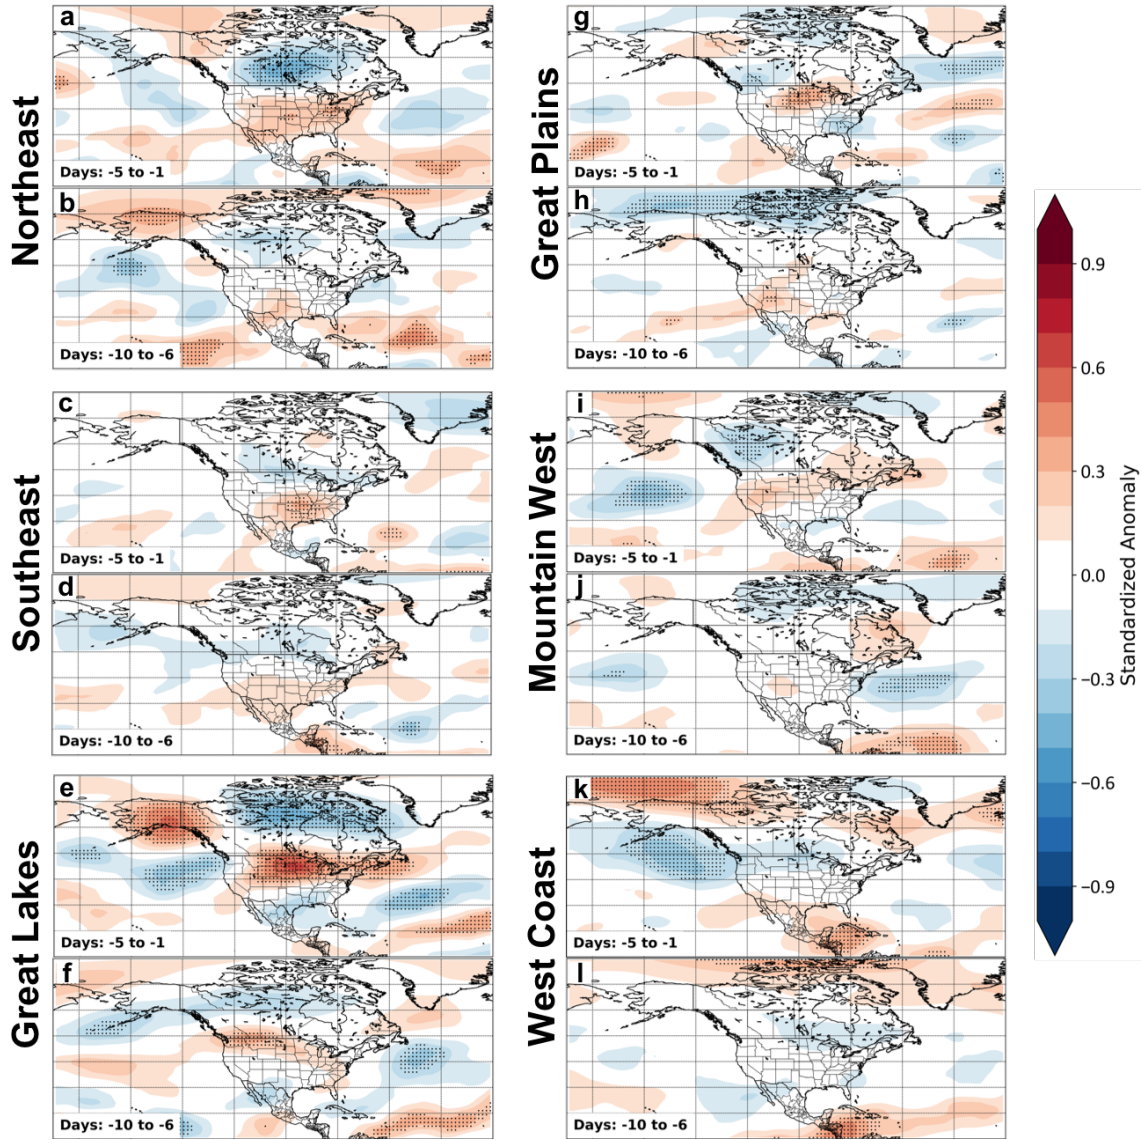 Northeast
a
Days: -5 to -1
b
Days: -10 to -6
Southeast
c
Days: -5 to -1
d
Days: -10 to -6
Great Lakes
e
Days: -5 to -1
f
Days: -10 to -6
Great Plains
g
Days: -5 to -1
h
Days: -10 to -6
Mountain West
i
Days: -5 to -1
j
Days: -10 to -6
West Coast
k
Days: -5 to -1
l
Days: -10 to -6
0.9
0.6
0.3
0.0
−0.3
−0.6
−0.9
Standardized Anomaly